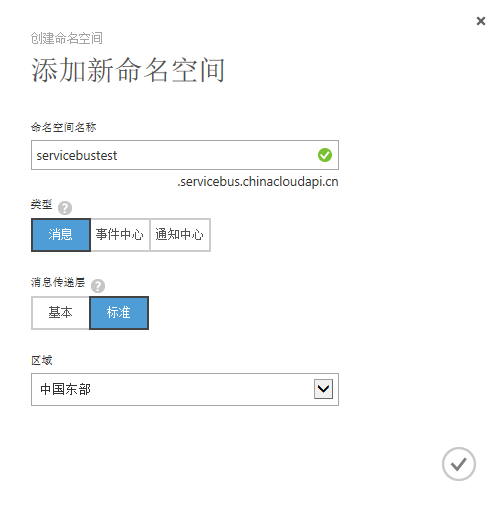 创建命名空间
添加新命名空间
命名空间名称
servicebustest
.servicebus.chinacloudapi.cn
类型 ?
消息 事件中心 通知中心
消息传递层 ?
基本 标准
区域
中国东部